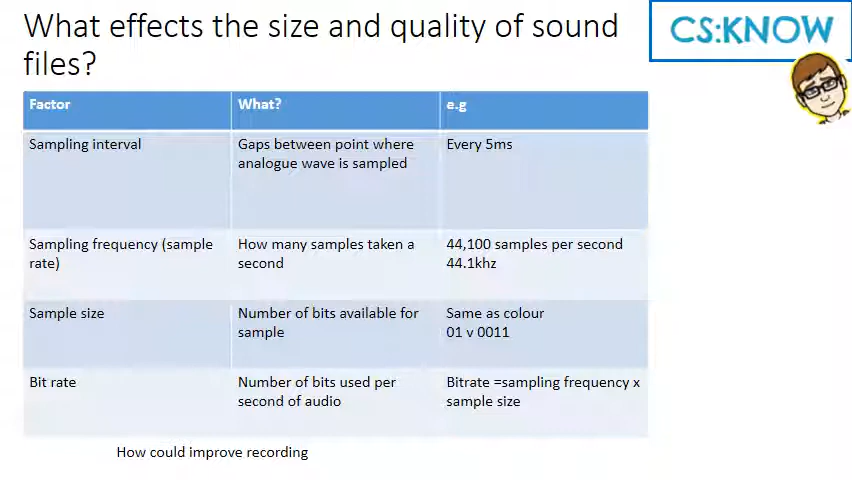 What effects the size and quality of sound
files?
CS:KNOW
Factor What? e.g
Sampling interval
Gaps between point where
analogue wave is sampled
Every 5ms
Sampling frequency (sample
rate)
How many samples taken a
second
44,100 samples per second
44.1khz
Sample size
Number of bits available for
sample
Same as colour
01 v 0011
Bit rate
Number of bits used per
second of audio
Bitrate =sampling frequency x
sample size
How could improve recording